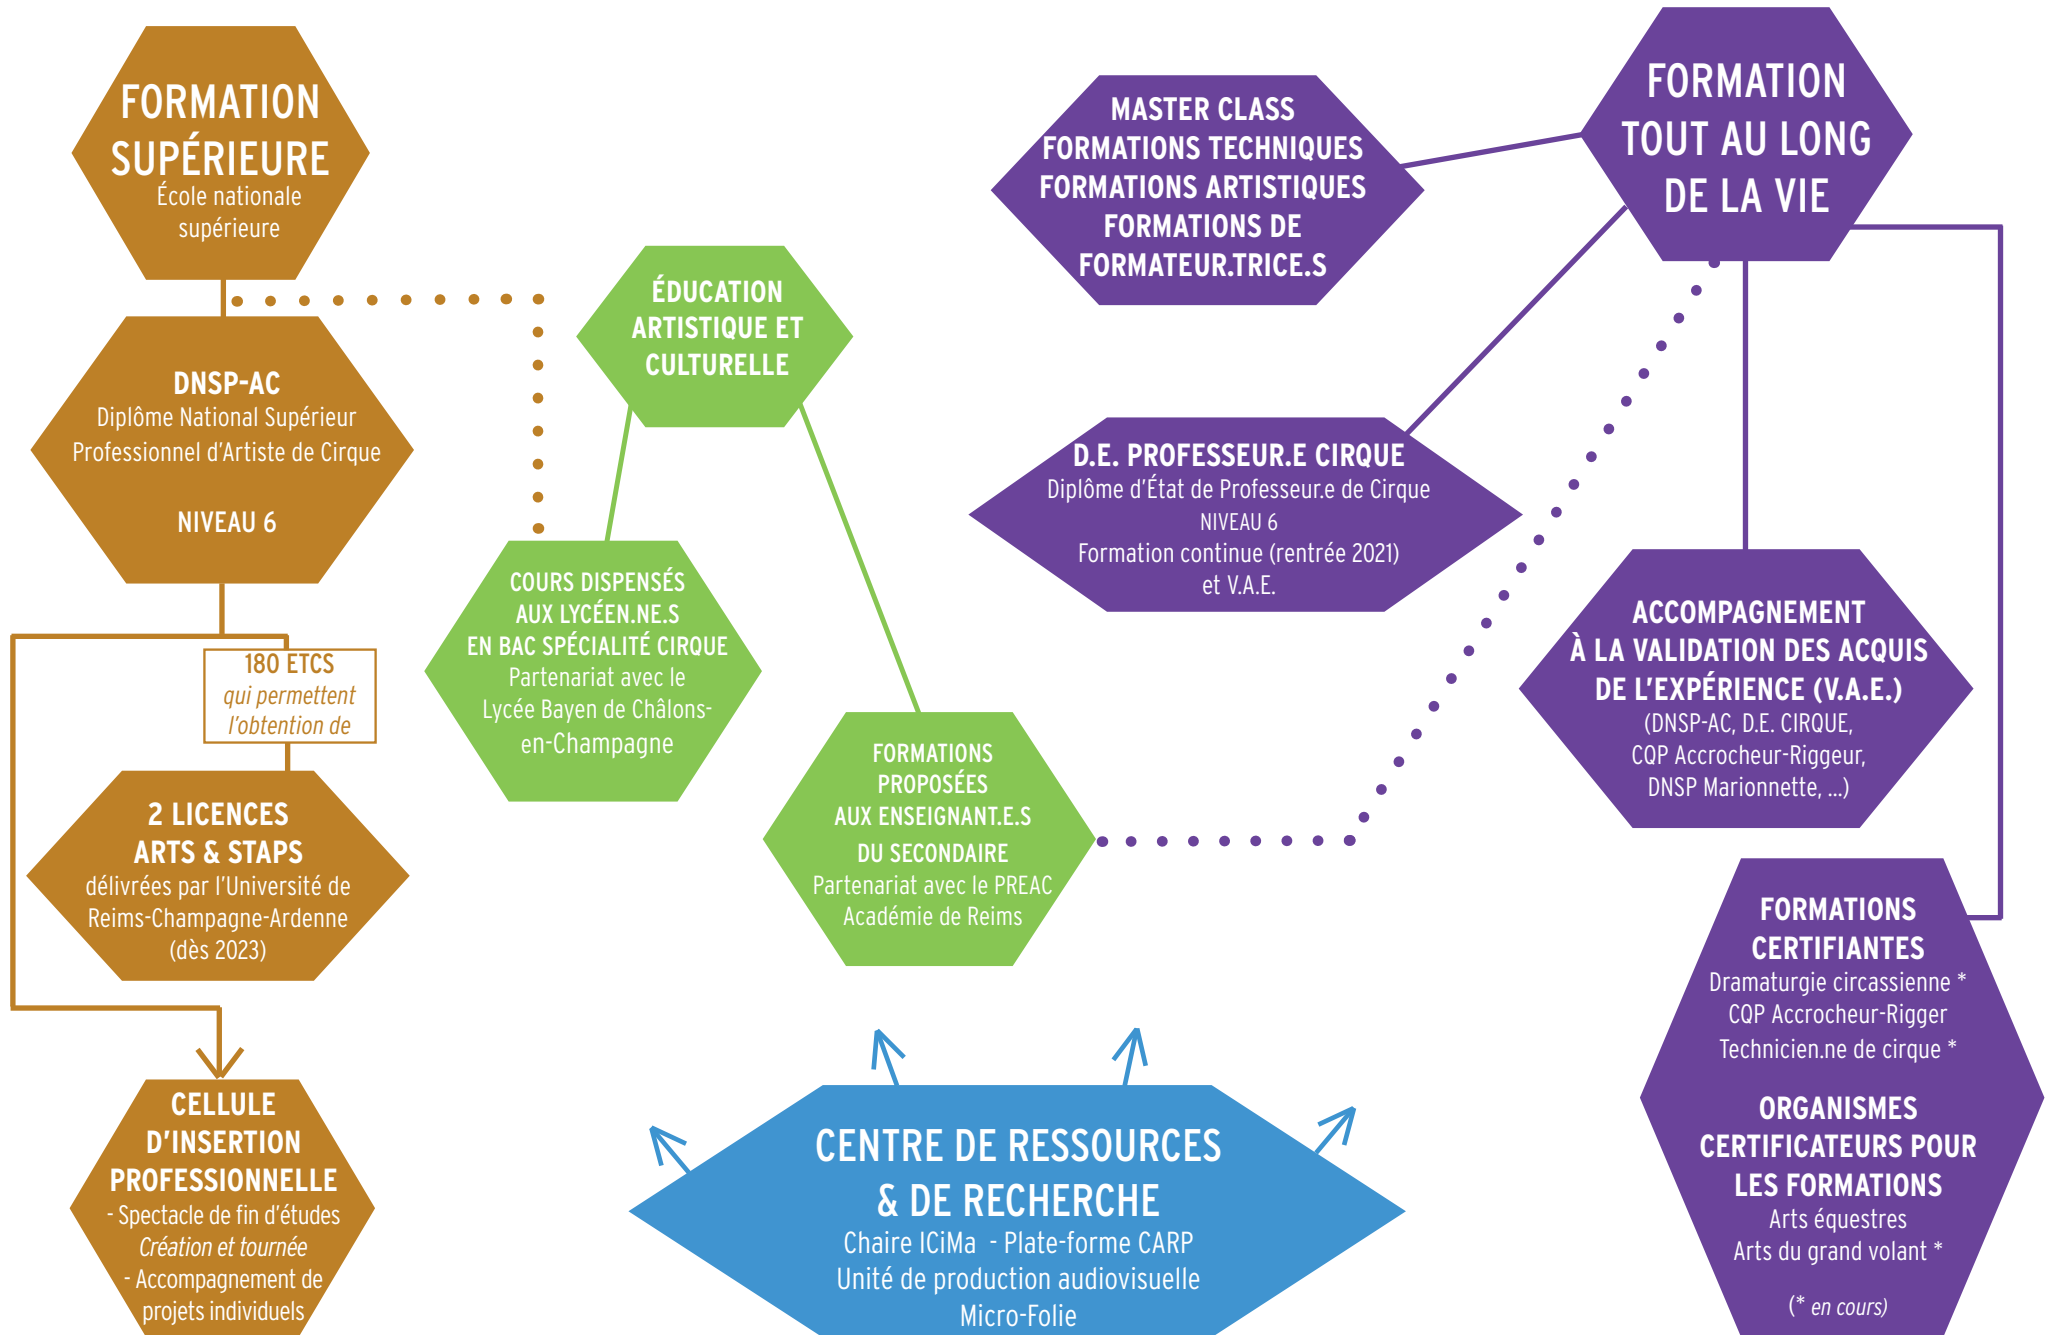 FORMATION
SUPÉRIEURE
École nationale
supérieure
DNSP-AC
Diplôme National Supérieur
Professionnel d'Artiste de Cirque
NIVEAU 6
180 ETCS
qui permettent
l'obtention de
2 LICENCES
ARTS & STAPS
délivrées par l'Université de
Reims-Champagne-Ardenne
(dès 2023)
CELLULE
D'INSERTION
PROFESSIONNELLE
- Spectacle de fin d'études
Création et tournée
- Accompagnement de
projets individuels
ÉDUCATION
ARTISTIQUE ET
CULTURELLE
COURS DISPENSÉS
AUX LYCÉEN.NE.S
EN BAC SPÉCIALITÉ CIRQUE
Partenariat avec le
Lycée Bayen de Châlons-
en-Champagne
FORMATIONS
PROPOSÉES
AUX ENSEIGNANT.E.S
DU SECONDAIRE
Partenariat avec le PREAC
Académie de Reims
CENTRE DE RESSOURCES
& DE RECHERCHE
Chaire ICiMa - Plate-forme CARP
Unité de production audiovisuelle
Micro-Folie
MASTER CLASS
FORMATIONS TECHNIQUES
FORMATIONS ARTISTIQUES
FORMATIONS DE
FORMATEUR.TRICE.S
FORMATION
TOUT AU LONG
DE LA VIE
D.E. PROFESSEUR.E CIRQUE
Diplôme d'État de Professeur.e de Cirque
NIVEAU 6
Formation continue (rentrée 2021)
et V.A.E.
ACCOMPAGNEMENT
À LA VALIDATION DES ACQUIS
DE L'EXPÉRIENCE (V.A.E.)
(DNSP-AC, D.E. CIRQUE,
CQP Accrocheur-Riggeur,
DNSP Marionnette, ...)
FORMATIONS
CERTIFIANTES
Dramaturgie circassienne *
CQP Accrocheur-Rigger
Technicien.ne de cirque *
ORGANISMES
CERTIFICATEURS POUR
LES FORMATIONS
Arts équestres
Arts du grand volant *
(* en cours)